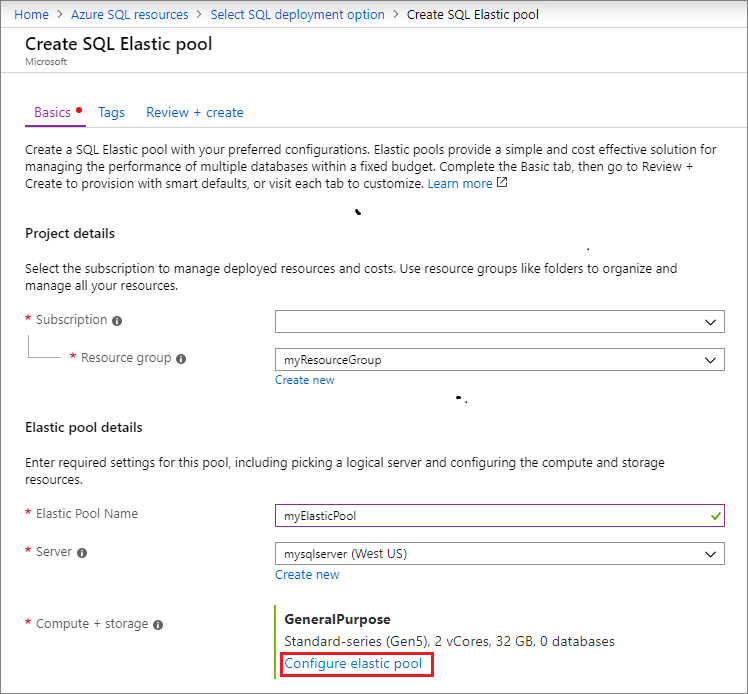 Home > Azure SQL resources > Select SQL deployment option > Create SQL Elastic pool
Create SQL Elastic pool
Microsoft
Basics Tags Review + create
Create a SQL Elastic pool with your preferred configurations. Elastic pools provide a simple and cost effective solution for
managing the performance of multiple databases within a fixed budget. Complete the Basic tab, then go to Review +
Create to provision with smart defaults, or visit each tab to customize. Learn more
Project details
Select the subscription to manage deployed resources and costs. Use resource groups like folders to organize and
manage all your resources.
* Subscription
* Resource group myResourceGroup
Create new
Elastic pool details
Enter required settings for this pool, including picking a logical server and configuring the compute and storage
resources.
* Elastic Pool Name myElasticPool
* Server mysqlserver (West US)
Create new
* Compute + storage GeneralPurpose
Standard-series (Gen5), 2 vCores, 32 GB, 0 databases
Configure elastic pool